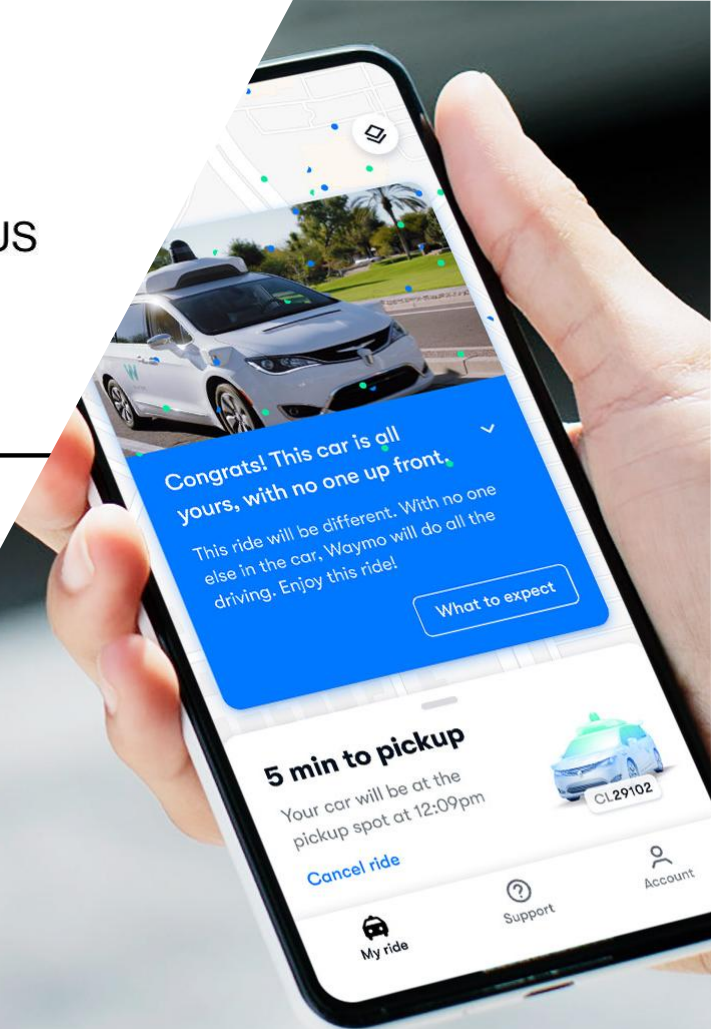 US
Congrats! This car is all
yours, with no one up front.
This ride will be different. With no one
else in the car, Waymo will do all the
driving. Enjoy this ride!
What to expect
5 min to pickup
Your car will be at the
pickup spot at 12:09pm
CL29102
Cancel ride
My ride
Support
Account